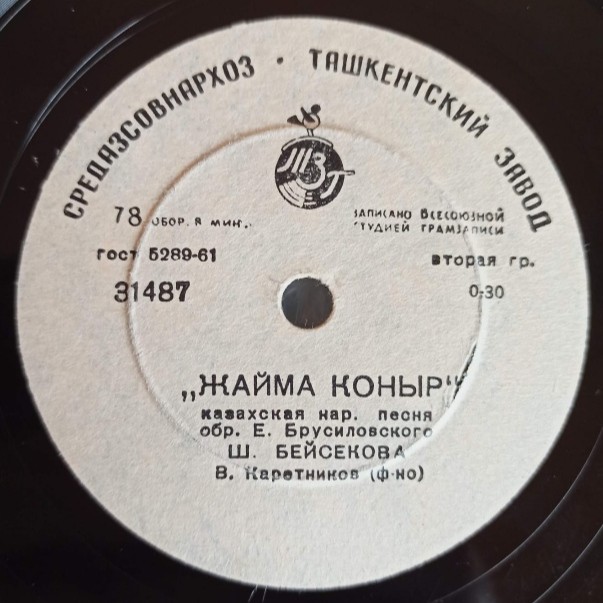 СРЕДАЗСОВНАРХОЗ · ТАШКЕНТСКИЙ ЗАВОД
ТЗГ
78 ОБОР. В МИН.
ЗАПИСАНО ВСЕСОЮЗНОЙ
СТУДИЕЙ ГРАМЗАПИСИ
ГОСТ 5289-61
вторая гр.
31487
0-30
„ЖАЙМА КОНЫР“
казахская нар. песня
обр. Е. Брусиловского
Ш. БЕЙСЕКОВА
В. Каретников (ф-но)